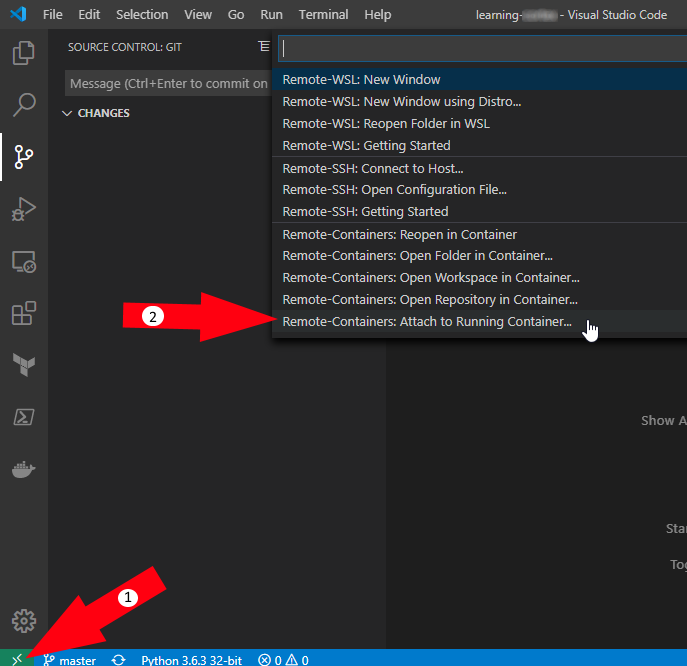 File Edit Selection View Go Run Terminal Help learning- - Visual Studio Code
SOURCE CONTROL: GIT
Message (Ctrl+Enter to commit on
CHANGES
Remote-WSL: New Window
Remote-WSL: New Window using Distro...
Remote-WSL: Reopen Folder in WSL
Remote-WSL: Getting Started
Remote-SSH: Connect to Host...
Remote-SSH: Open Configuration File...
Remote-SSH: Getting Started
Remote-Containers: Reopen in Container
Remote-Containers: Open Folder in Container...
Remote-Containers: Open Workspace in Container...
Remote-Containers: Open Repository in Container...
2
Remote-Containers: Attach to Running Container...
Show A
Star
Tog
1
master Python 3.6.3 32-bit 0 0